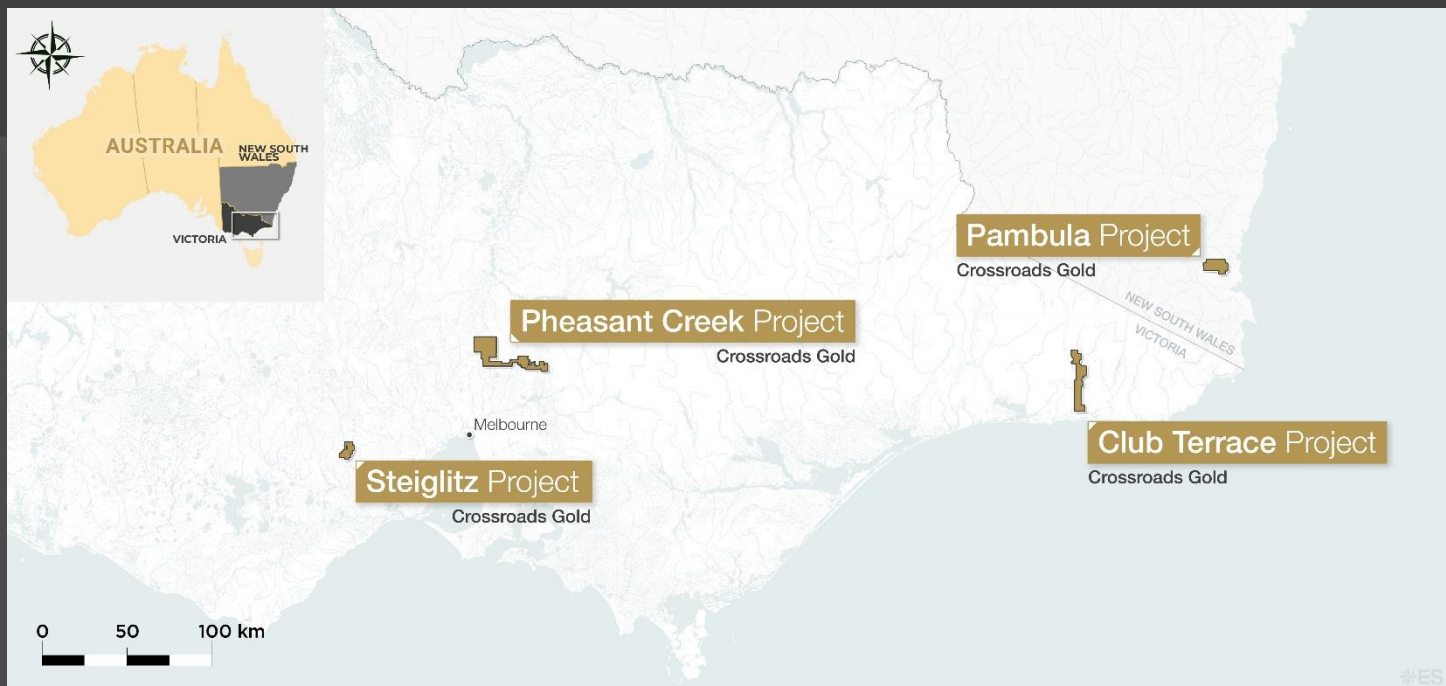 AUSTRALIA
NEW SOUTH
WALES
VICTORIA
Pambula Project
Crossroads Gold
NEW SOUTH WALES
VICTORIA
Pheasant Creek Project
Crossroads Gold
Melbourne
Club Terrace Project
Crossroads Gold
Steiglitz Project
Crossroads Gold
0 50 100 km
ES